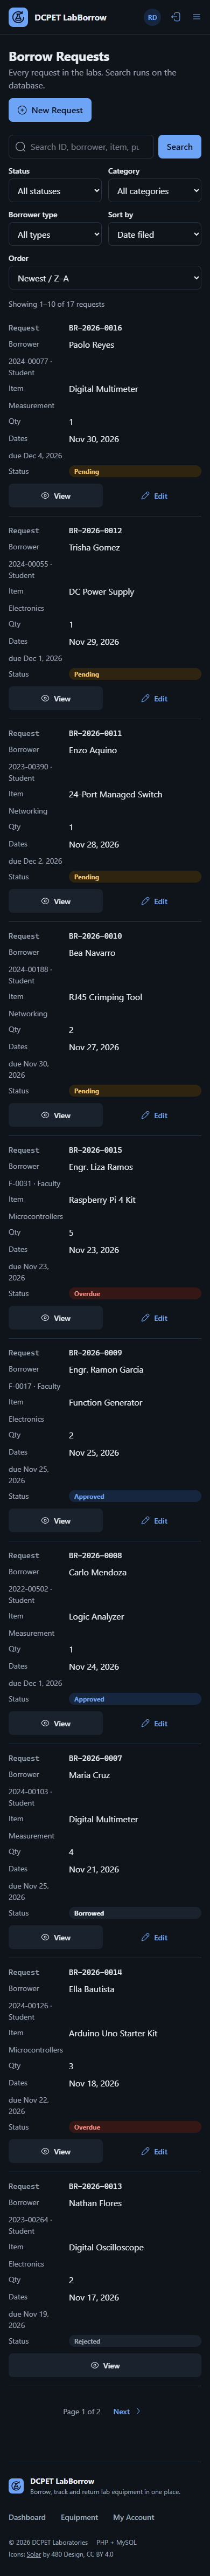 DCPET LabBorrow
RD
Borrow Requests
Every request in the labs. Search runs on the
database.
New Request
Search ID, borrower, item, pu
Search
Status
Category
All statuses
All categories
Borrower type
Sort by
All types
Date filed
Order
Newest / Z–A
Showing 1–10 of 17 requests
Request BR-2026-0016
Borrower Paolo Reyes
2024-00077 ·
Student
Item Digital Multimeter
Measurement
Qty 1
Dates Nov 30, 2026
due Dec 4, 2026
Status Pending
View Edit
Request BR-2026-0012
Borrower Trisha Gomez
2024-00055 ·
Student
Item DC Power Supply
Electronics
Qty 1
Dates Nov 29, 2026
due Dec 1, 2026
Status Pending
View Edit
Request BR-2026-0011
Borrower Enzo Aquino
2023-00390 ·
Student
Item 24-Port Managed Switch
Networking
Qty 1
Dates Nov 28, 2026
due Dec 2, 2026
Status Pending
View Edit
Request BR-2026-0010
Borrower Bea Navarro
2024-00188 ·
Student
Item RJ45 Crimping Tool
Networking
Qty 2
Dates Nov 27, 2026
due Nov 30,
2026
Status Pending
View Edit
Request BR-2026-0015
Borrower Engr. Liza Ramos
F-0031 · Faculty
Item Raspberry Pi 4 Kit
Microcontrollers
Qty 5
Dates Nov 23, 2026
due Nov 23,
2026
Status Overdue
View Edit
Request BR-2026-0009
Borrower Engr. Ramon Garcia
F-0017 · Faculty
Item Function Generator
Electronics
Qty 2
Dates Nov 25, 2026
due Nov 25,
2026
Status Approved
View Edit
Request BR-2026-0008
Borrower Carlo Mendoza
2022-00502 ·
Student
Item Logic Analyzer
Measurement
Qty 1
Dates Nov 24, 2026
due Dec 1, 2026
Status Approved
View Edit
Request BR-2026-0007
Borrower Maria Cruz
2024-00103 ·
Student
Item Digital Multimeter
Measurement
Qty 4
Dates Nov 21, 2026
due Nov 25,
2026
Status Borrowed
View Edit
Request BR-2026-0014
Borrower Ella Bautista
2024-00126 ·
Student
Item Arduino Uno Starter Kit
Microcontrollers
Qty 3
Dates Nov 18, 2026
due Nov 22,
2026
Status Overdue
View Edit
Request BR-2026-0013
Borrower Nathan Flores
2023-00264 ·
Student
Item Digital Oscilloscope
Electronics
Qty 2
Dates Nov 17, 2026
due Nov 19,
2026
Status Rejected
View
Page 1 of 2 Next
DCPET LabBorrow
Borrow, track and return lab equipment in one place.
Dashboard Equipment My Account
© 2026 DCPET Laboratories PHP + MySQL
Icons: Solar by 480 Design, CC BY 4.0